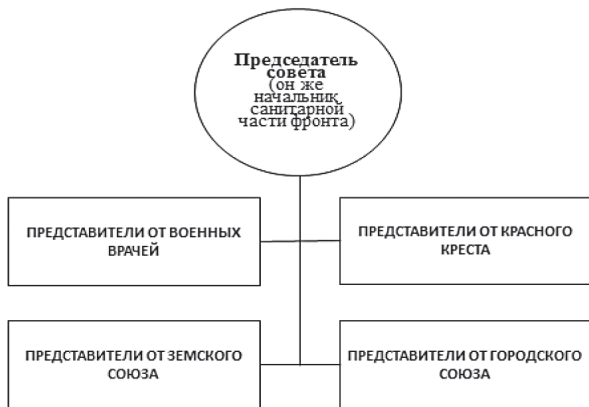 Председатель
совета
(он же
начальник
санитарной
части фронта)
ПРЕДСТАВИТЕЛИ ОТ ВОЕННЫХ
ВРАЧЕЙ
ПРЕДСТАВИТЕЛИ ОТ КРАСНОГО
КРЕСТА
ПРЕДСТАВИТЕЛИ ОТ ЗЕМСКОГО
СОЮЗА
ПРЕДСТАВИТЕЛИ ОТ ГОРОДСКОГО
СОЮЗА